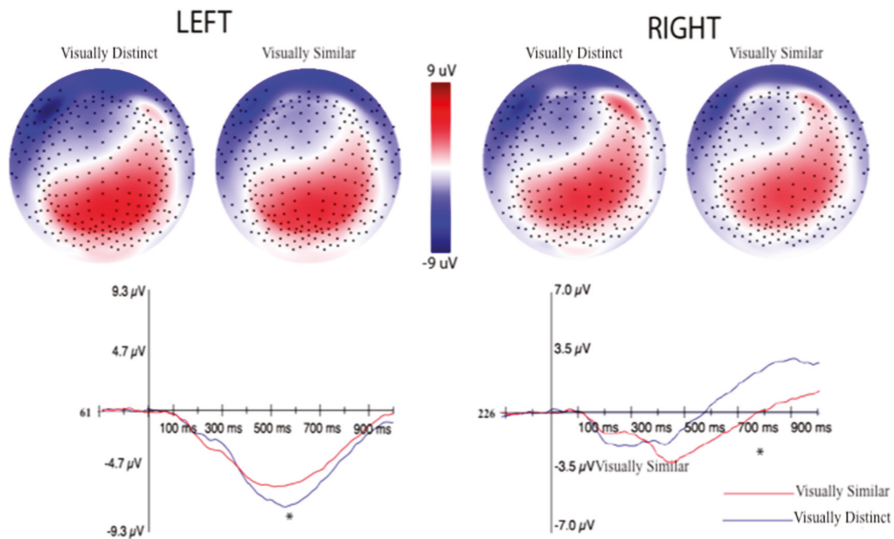 LEFT
RIGHT
Visually Distinct
Visually Similar
Visually Distinct
Visually Similar
9 uV
-9 uV
9.3 µV
4.7 µV
61
100 ms 300 ms 500 ms 700 ms 900 ms
-4.7 µV
-9.3 µV
*
7.0 µV
3.5 µV
226
100 ms 300 ms 500 ms 700 ms 900 ms
-3.5 µV
Visually Similar
*
-7.0 µV
Visually Similar
Visually Distinct